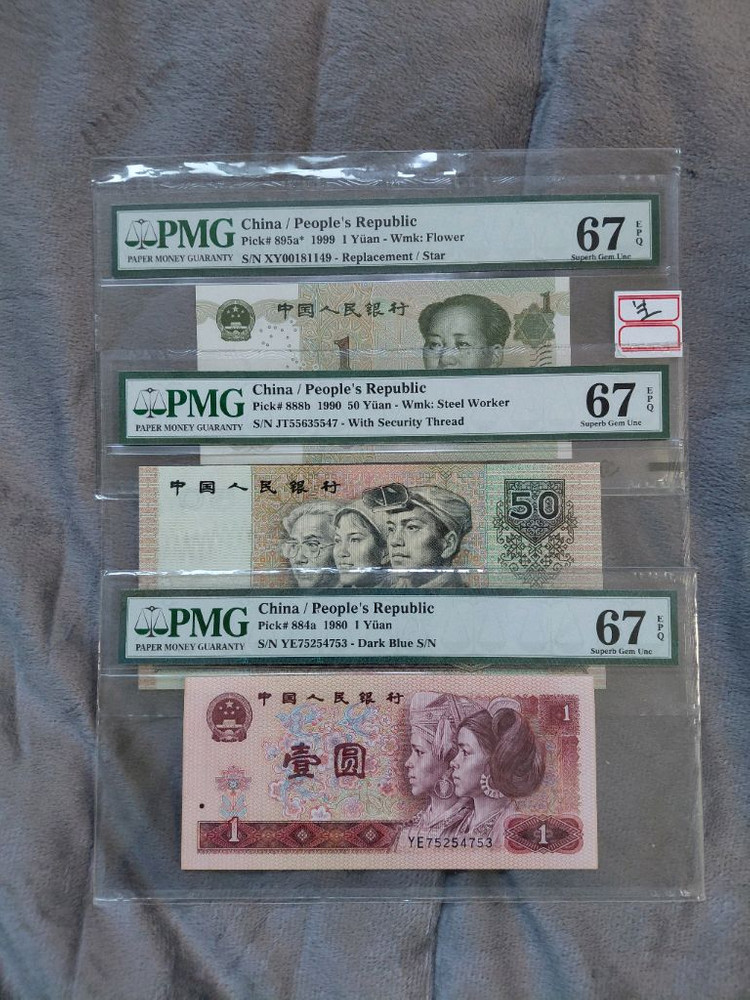 PMG
PAPER MONEY GUARANTY
China / People's Republic
Pick# 895a* 1999 1 Yüan - Wmk: Flower
S/N XY00181149 - Replacement / Star
67 EPQ
Superb Gem Unc
中国人民银行
1
1
PMG
PAPER MONEY GUARANTY
China / People's Republic
Pick# 888b 1990 50 Yüan - Wmk: Steel Worker
S/N JT55635547 - With Security Thread
67 EPQ
Superb Gem Unc
中国人民银行
50
PMG
PAPER MONEY GUARANTY
China / People's Republic
Pick# 884a 1980 1 Yüan
S/N YE75254753 - Dark Blue S/N
67 EPQ
Superb Gem Unc
中国人民银行
1
壹圆
1
YE75254753
1